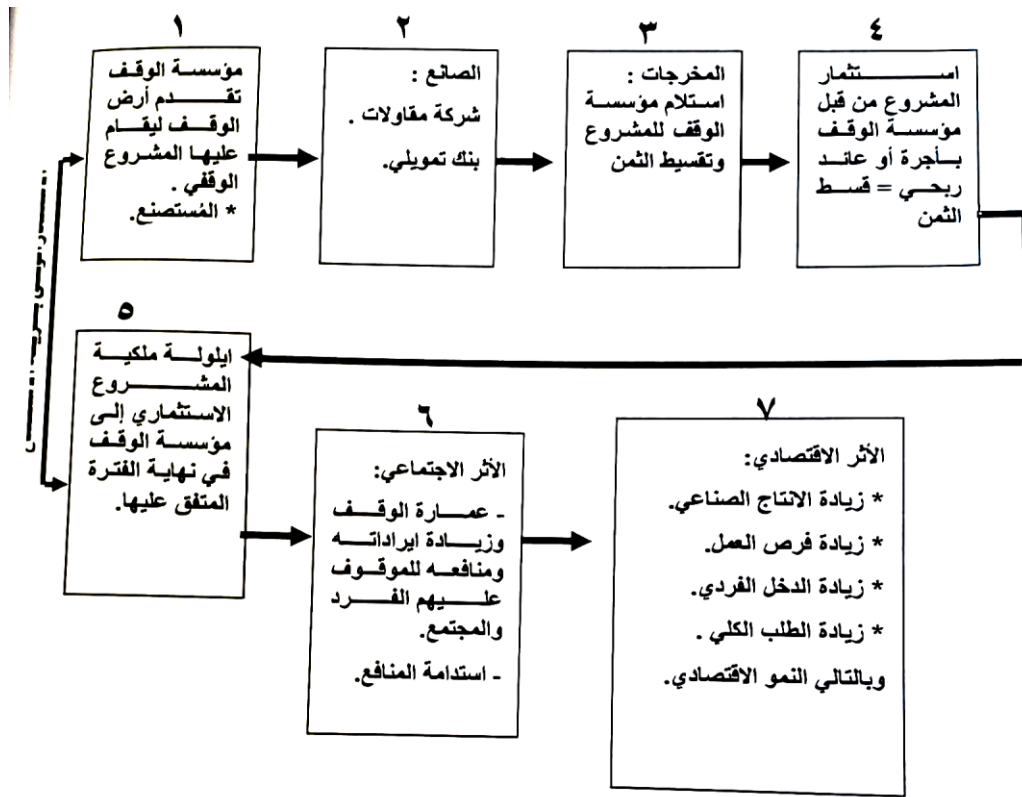 ١
مؤسسة الوقف
تقدم أرض
الوقف ليقام
عليها المشروع
الوقفي .
* المُستصنع.
٢
الصانع :
شركة مقاولات .
بنك تمويلي.
٣
المخرجات :
استلام مؤسسة
الوقف للمشروع
وتقسيط الثمن
٤
استثمار
المشروع من قبل
مؤسسة الوقف
بأجرة أو عائد
ربحي = قسط
الثمن
٥
ايلولة ملكية
المشروع
الاستثماري إلى
مؤسسة الوقف
في نهاية الفترة
المتفق عليها.
٦
الأثر الاجتماعي:
- عمارة الوقف
وزيادة ايراداته
ومنافعه للموقوف
عليهم الفرد
والمجتمع.
- استدامة المنافع.
٧
الأثر الاقتصادي:
* زيادة الانتاج الصناعي.
* زيادة فرص العمل.
* زيادة الدخل الفردي.
* زيادة الطلب الكلي .
وبالتالي النمو الاقتصادي.